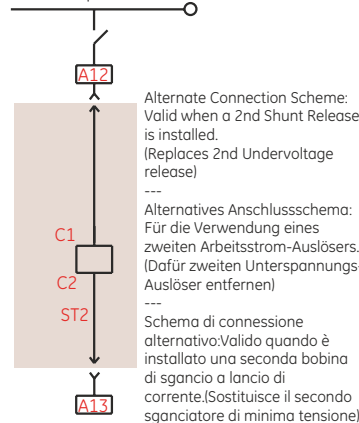 A12
Alternate Connection Scheme:
Valid when a 2nd Shunt Release
is installed.
(Replaces 2nd Undervoltage
release)
---
Alternatives Anschlussschema:
Für die Verwendung eines
zweiten Arbeitsstrom-Auslösers.
(Dafür zweiten Unterspannungs-
Auslöser entfernen)
---
Schema di connessione
alternativo:Valido quando è
installato una seconda bobina
di sgancio a lancio di
corrente.(Sostituisce il secondo
sganciatore di minima tensione)
C1
C2
ST2
A13